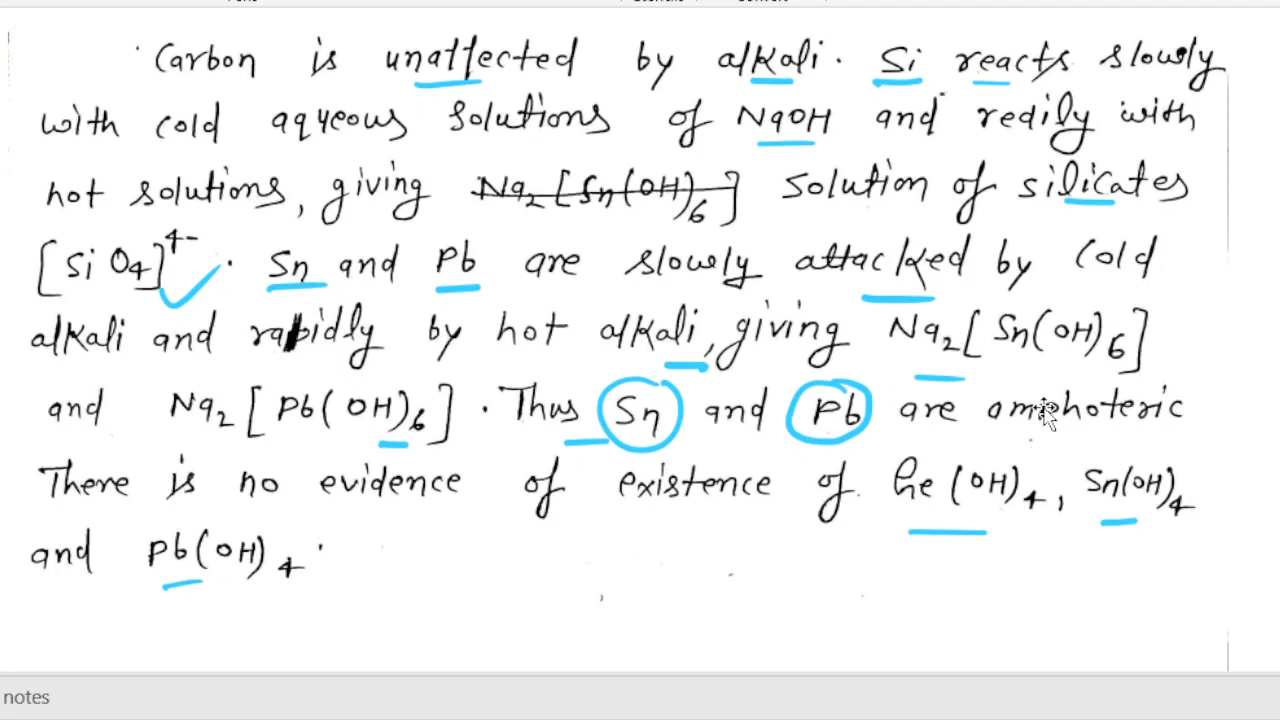 Carbon is unaffected by alkali. Si reacts slowly
with cold aqyeous solutions of NaOH and redily with
hot solutions, giving Na2[Sn(OH)6] solution of silicates
[SiO4]4-. Sn and Pb are slowly attacked by cold
alkali and rapidly by hot alkali, giving Na2[Sn(OH)6]
and Na2[Pb(OH)6]. Thus Sn and Pb are amphoteric
There is no evidence of existence of Ge(OH)4, Sn(OH)4
and Pb(OH)4.
notes